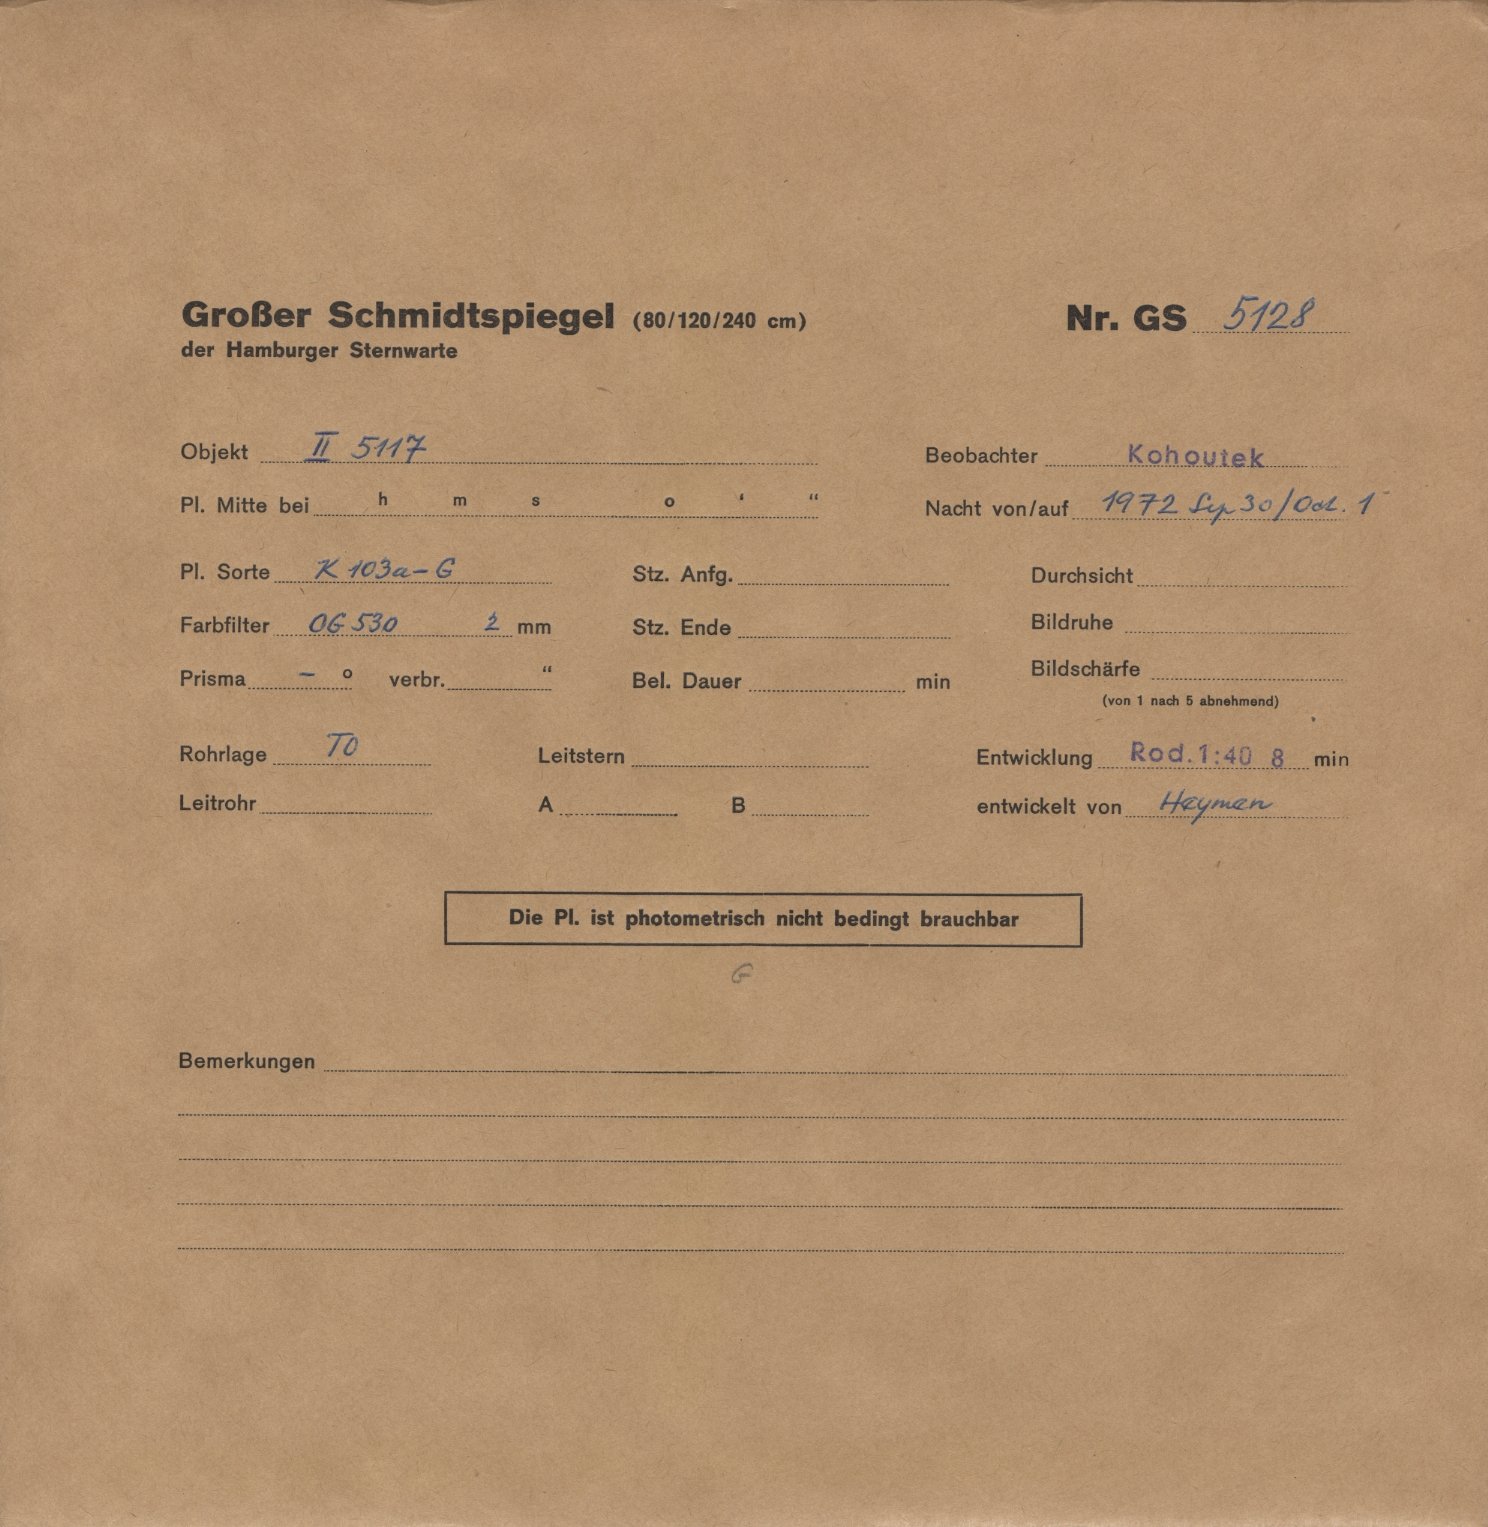 Großer Schmidtspiegel (80/120/240 cm) Nr. GS 5128
der Hamburger Sternwarte
Objekt II 5117 Beobachter Kohoutek
Pl. Mitte bei h m s o ‘ “ Nacht von/auf 1972 Sep 30/Oct. 1
Pl. Sorte K 103a-G Stz. Anfg. Durchsicht
Farbfilter OG 530 2 mm Stz. Ende Bildruhe
Prisma - o verbr. “ Bel. Dauer min Bildschärfe
(von 1 nach 5 abnehmend)
Rohrlage TO Leitstern Entwicklung Rod. 1:40 8 min
Leitrohr A B entwickelt von Heyman
Die Pl. ist photometrisch nicht bedingt brauchbar
G
Bemerkungen